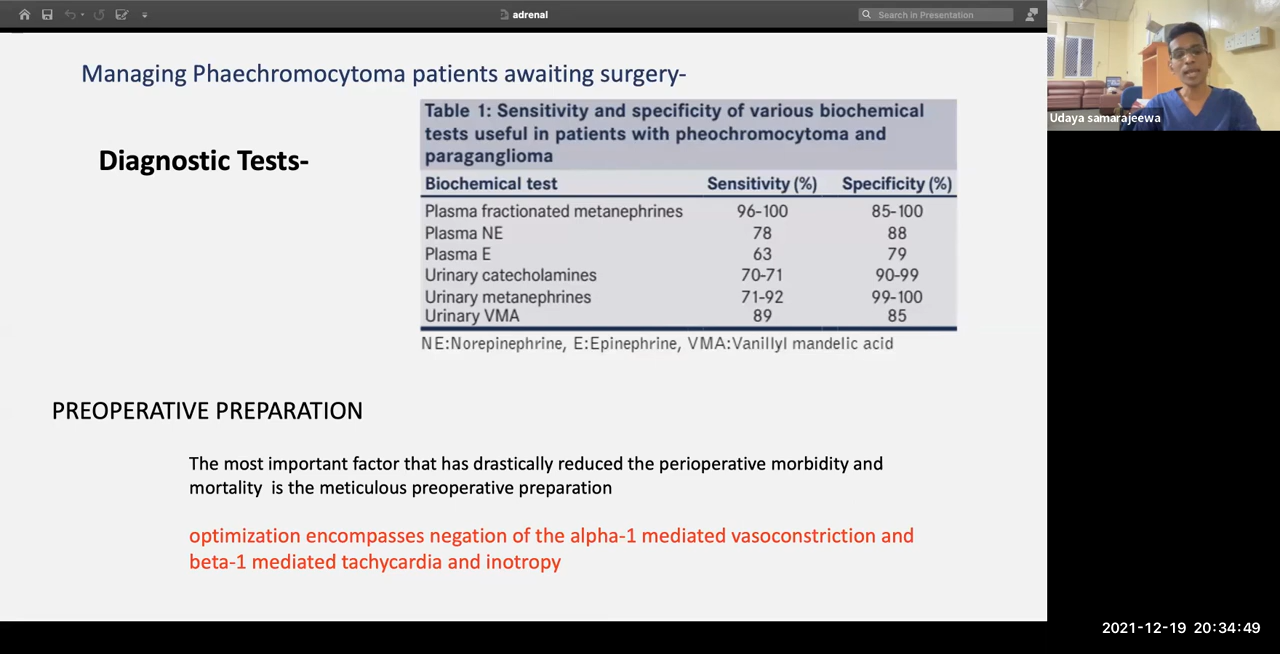 adrenal
Search in Presentation
Managing Phaechromocytoma patients awaiting surgery-
Udaya samarajeewa
Diagnostic Tests-
Table 1: Sensitivity and specificity of various biochemical
tests useful in patients with pheochromocytoma and
paraganglioma
Biochemical test Sensitivity (%) Specificity (%)
Plasma fractionated metanephrines 96-100 85-100
Plasma NE 78 88
Plasma E 63 79
Urinary catecholamines 70-71 90-99
Urinary metanephrines 71-92 99-100
Urinary VMA 89 85
NE:Norepinephrine, E:Epinephrine, VMA:Vanillyl mandelic acid
PREOPERATIVE PREPARATION
The most important factor that has drastically reduced the perioperative morbidity and
mortality is the meticulous preoperative preparation
optimization encompasses negation of the alpha-1 mediated vasoconstriction and
beta-1 mediated tachycardia and inotropy
2021-12-19 20:34:49